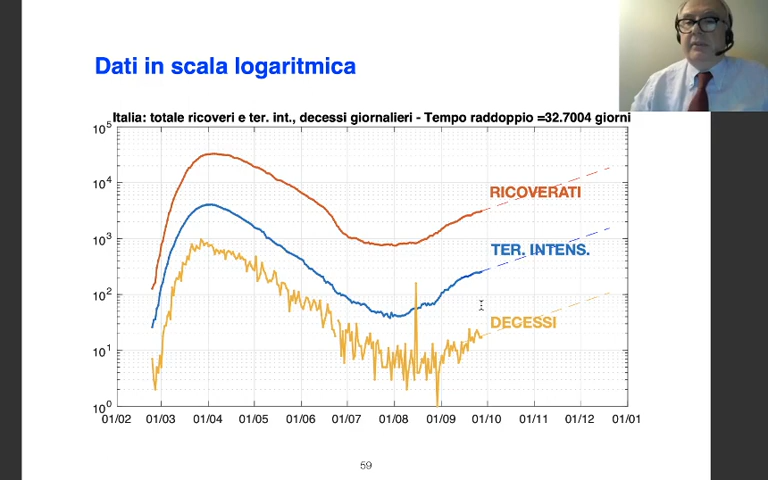 Dati in scala logaritmica
Italia: totale ricoveri e ter. int., decessi giornalieri - Tempo raddoppio =32.7004 giorni
10^5
10^4
10^3
10^2
10^1
10^0
RICOVERATI
TER. INTENS.
DECESSI
01/02 01/03 01/04 01/05 01/06 01/07 01/08 01/09 01/10 01/11 01/12 01/01
59